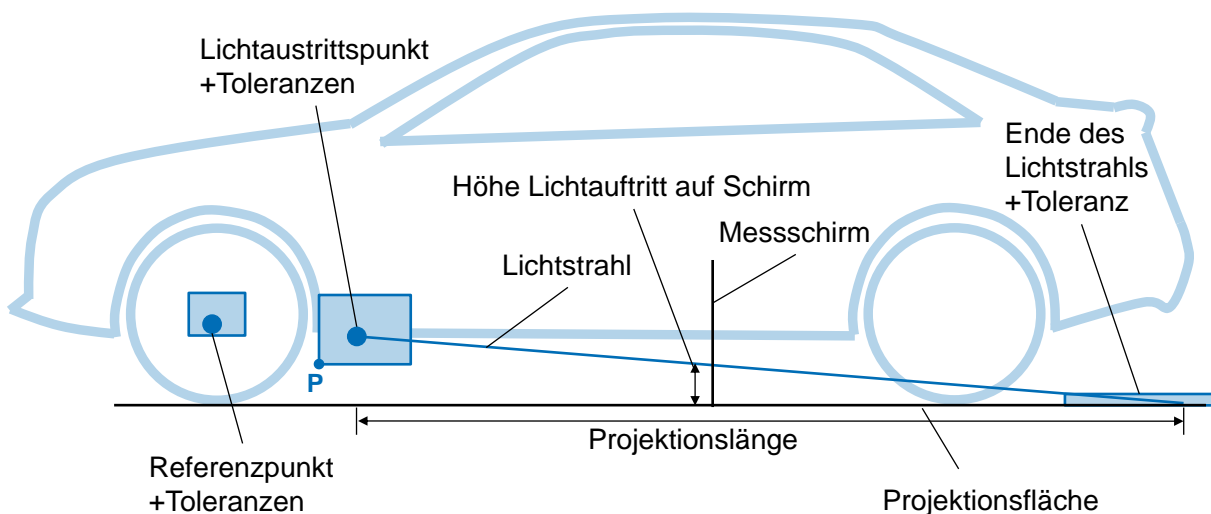 Lichtaustrittspunkt
+Toleranzen
Ende des
Lichtstrahls
+Toleranz
Höhe Lichtauftritt auf Schirm
Messschirm
Lichtstrahl
P
Projektionslänge
Referenzpunkt
+Toleranzen
Projektionsfläche